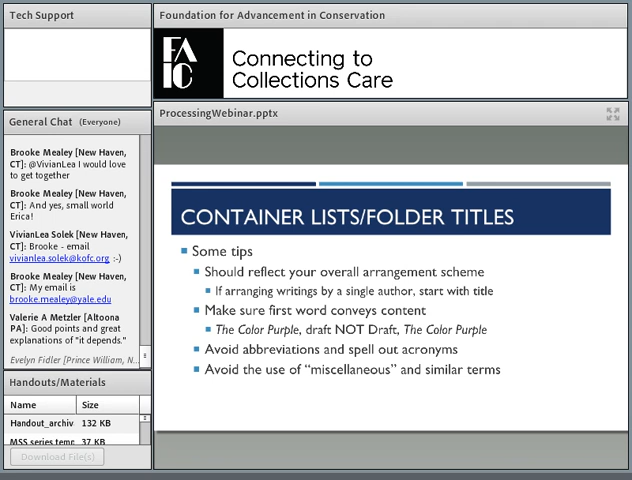 Tech Support
Foundation for Advancement in Conservation
FAIC
Connecting to
Collections Care
General Chat (Everyone)
Brooke Mealey [New Haven,
CT]: @VivianLea I would love
to get together
Brooke Mealey [New Haven,
CT]: And yes, small world
Erica!
VivianLea Solek [New Haven,
CT]: Brooke - email
vivianlea.solek@kofc.org :-)
Brooke Mealey [New Haven,
CT]: My email is
brooke.mealey@yale.edu
Valerie A Metzler [Altoona
PA]: Good points and great
explanations of "it depends."
Evelyn Fidler [Prince William, N...
Handouts/Materials
Name Size
Handout_archiv 132 KB
MSS series temp 37 KB
Download File(s)
ProcessingWebinar.pptx
CONTAINER LISTS/FOLDER TITLES
Some tips
Should reflect your overall arrangement scheme
If arranging writings by a single author, start with title
Make sure first word conveys content
The Color Purple, draft NOT Draft, The Color Purple
Avoid abbreviations and spell out acronyms
Avoid the use of “miscellaneous” and similar terms